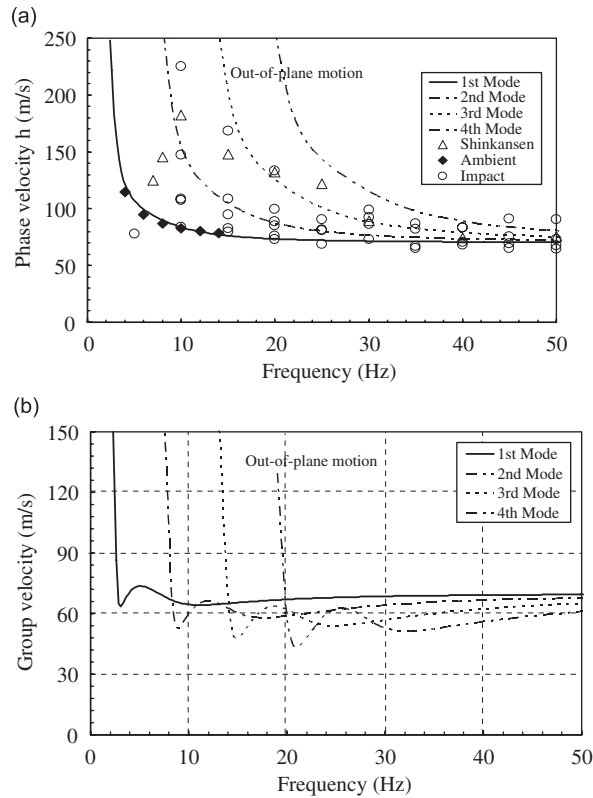 (a)
250
200
150
100
50
0
Phase velocity h (m/s)
Out-of-plane motion
1st Mode
2nd Mode
3rd Mode
4th Mode
Shinkansen
Ambient
Impact
0 10 20 30 40 50
Frequency (Hz)
(b)
150
120
90
60
30
0
Group velocity (m/s)
Out-of-plane motion
1st Mode
2nd Mode
3rd Mode
4th Mode
0 10 20 30 40 50
Frequency (Hz)